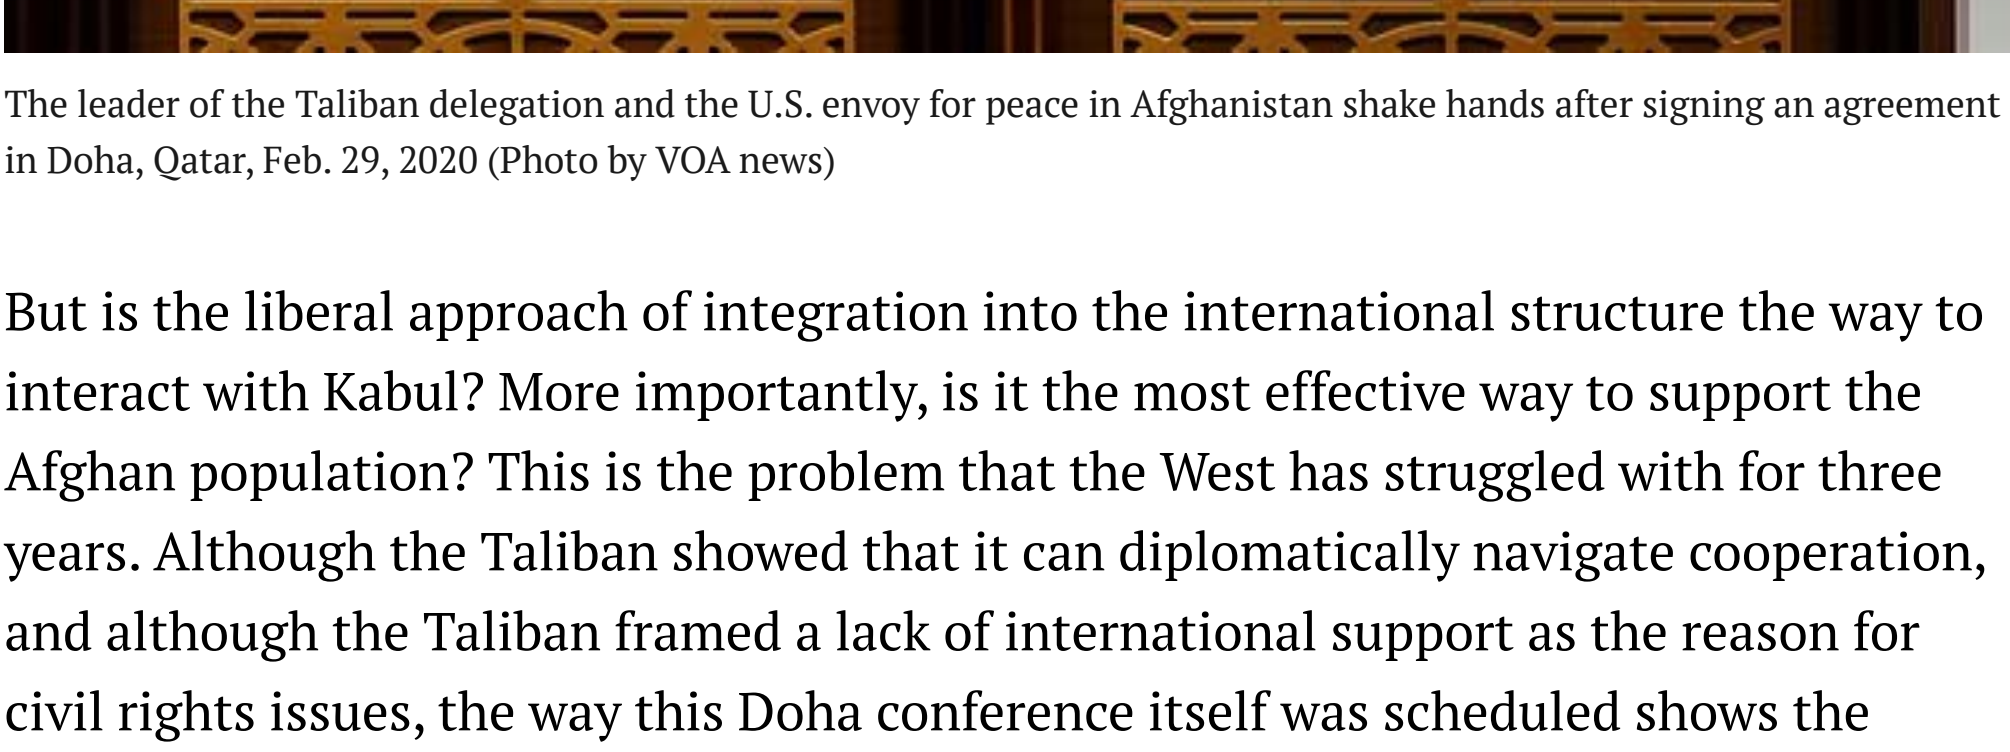 The leader of the Taliban delegation and the U.S. envoy for peace in Afghanistan shake hands after signing an agreement
in Doha, Qatar, Feb. 29, 2020 (Photo by VOA news)
But is the liberal approach of integration into the international structure the way to
interact with Kabul? More importantly, is it the most effective way to support the
Afghan population? This is the problem that the West has struggled with for three
years. Although the Taliban showed that it can diplomatically navigate cooperation,
and although the Taliban framed a lack of international support as the reason for
civil rights issues, the way this Doha conference itself was scheduled shows the